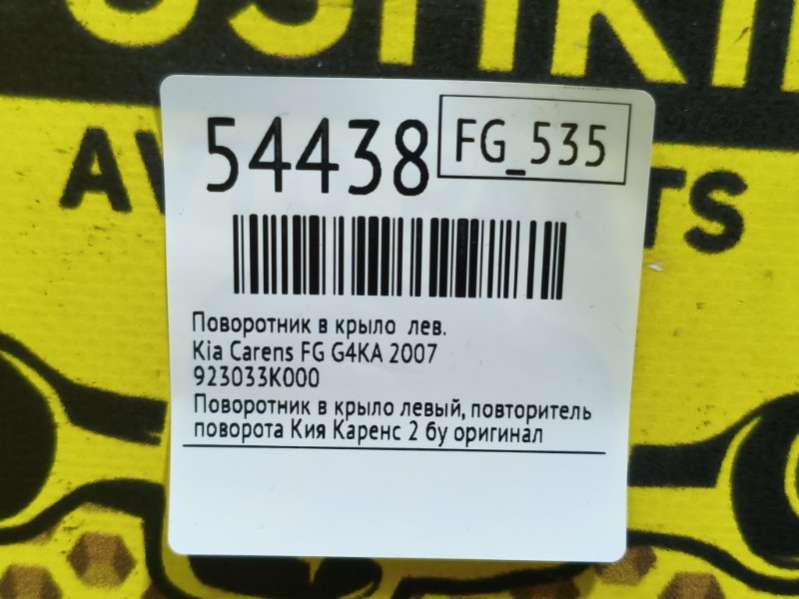 54438
FG_535
TS
Поворотник в крыло лев.
Kia Carens FG G4KA 2007
923033K000
Поворотник в крыло левый, повторитель
поворота Кия Каренс 2 бу оригинал